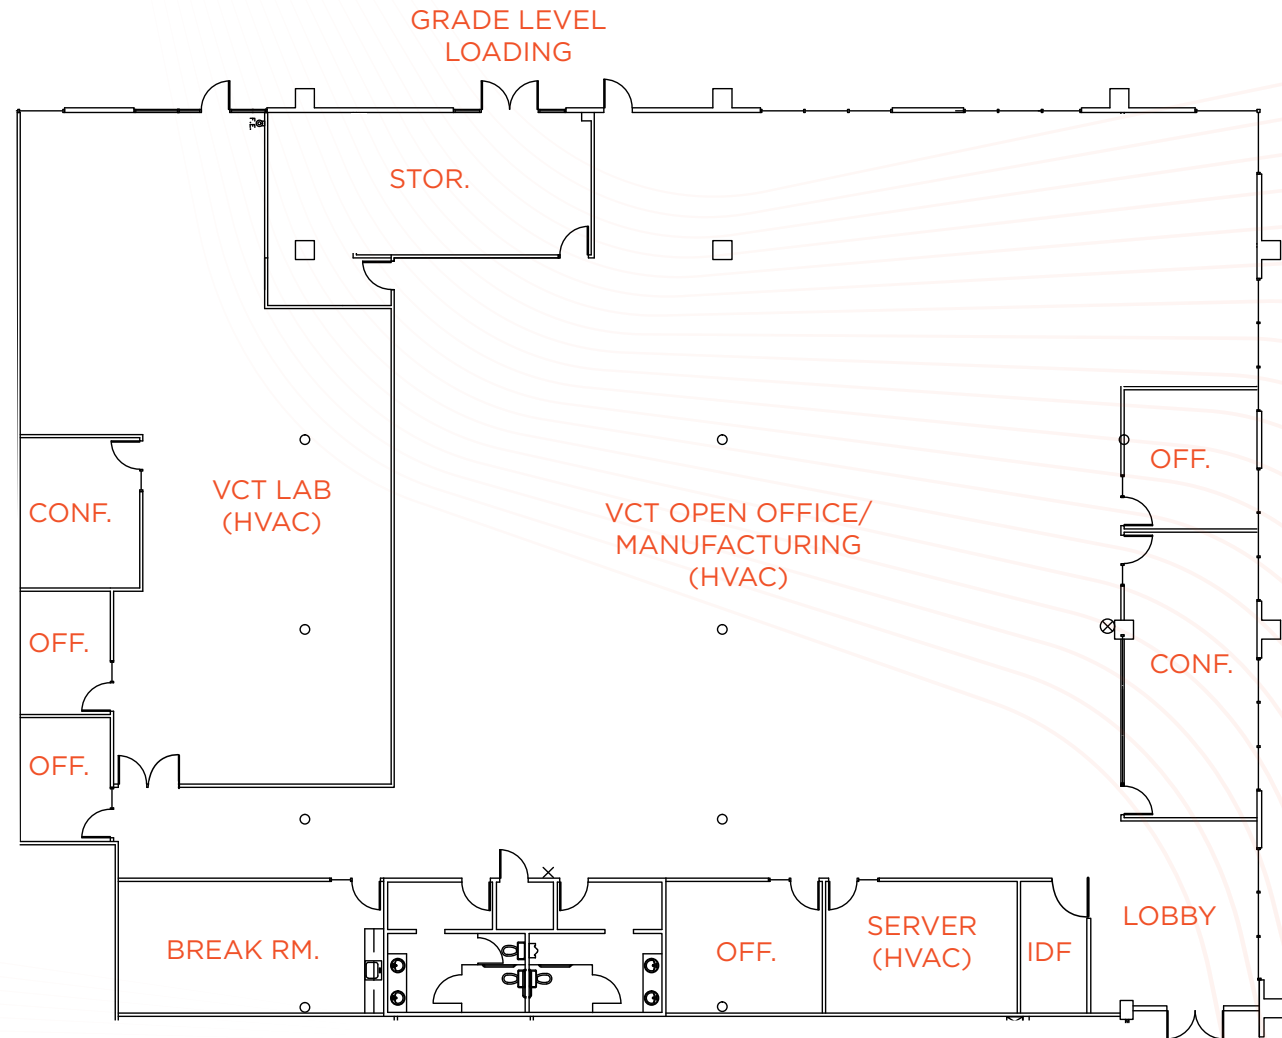 GRADE LEVEL
LOADING
F.E.
STOR.
OFF.
CONF.
VCT LAB
(HVAC)
VCT OPEN OFFICE/
MANUFACTURING
(HVAC)
OFF.
CONF.
OFF.
BREAK RM.
OFF.
SERVER
(HVAC)
IDF
LOBBY